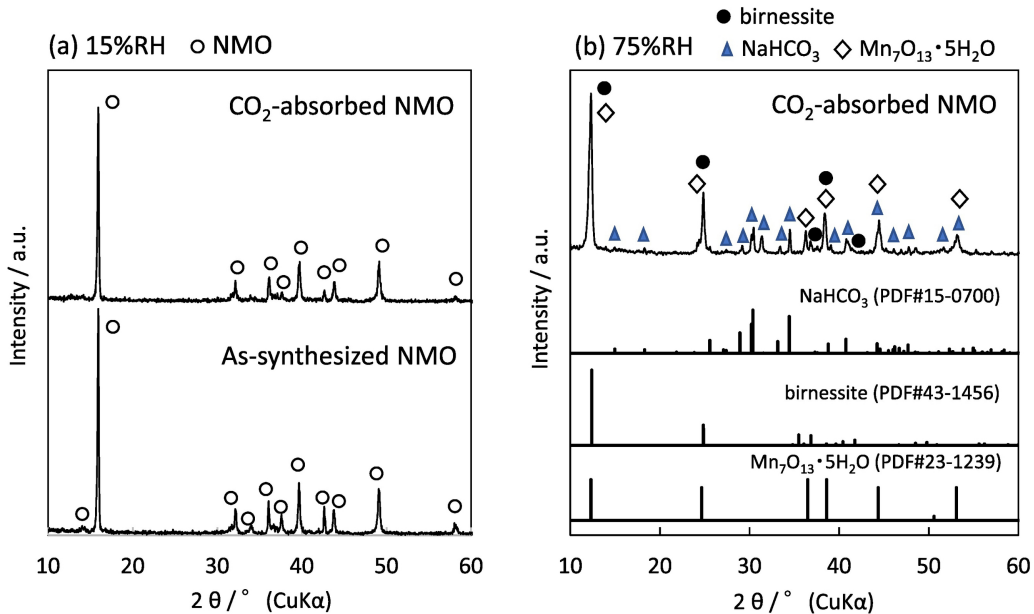 (a) 15%RH ○ NMO
CO₂-absorbed NMO
As-synthesized NMO
Intensity / a.u.
10 20 30 40 50 60
2 θ / ° (CuKα)
● birnessite
(b) 75%RH ▲ NaHCO₃ ◇ Mn₇O₁₃・5H₂O
CO₂-absorbed NMO
NaHCO₃ (PDF#15-0700)
birnessite (PDF#43-1456)
Mn₇O₁₃・5H₂O (PDF#23-1239)
Intensity / a.u.
10 20 30 40 50 60
2 θ / ° (CuKα)